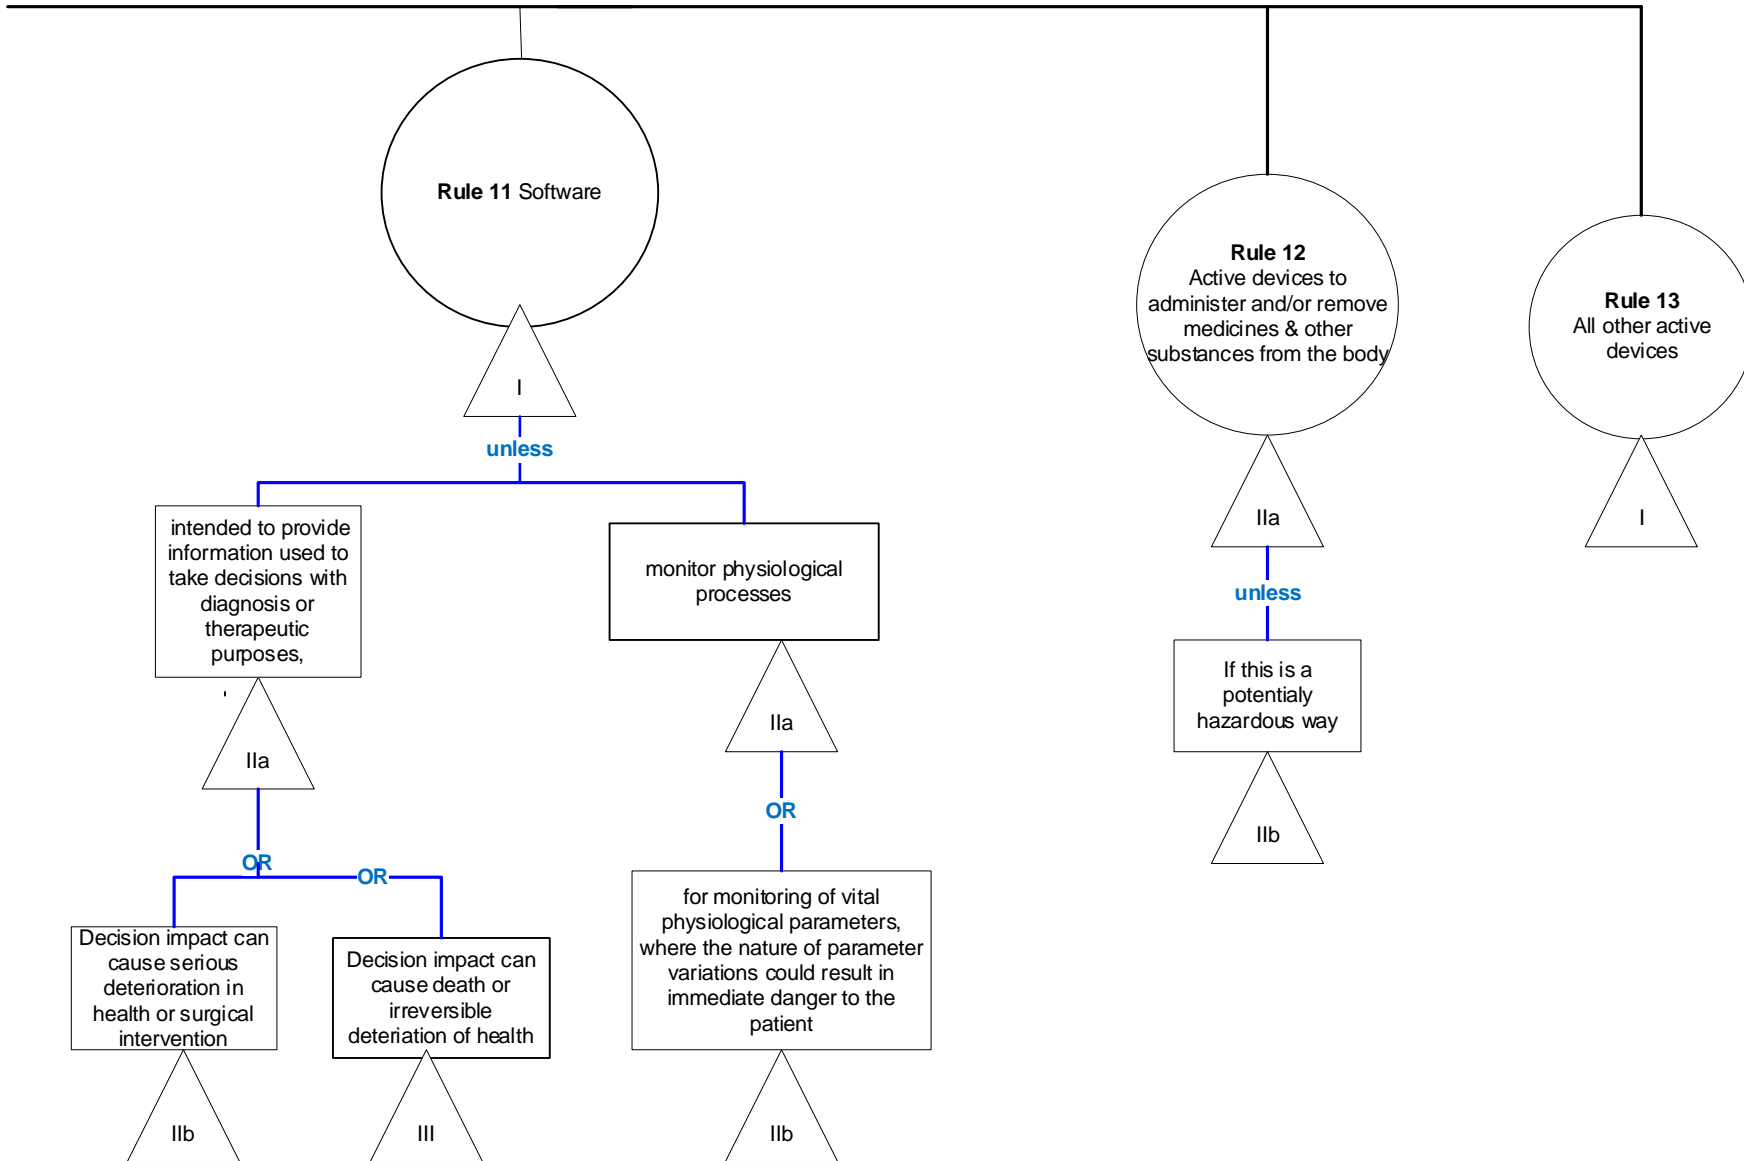 Rule 11 Software
I
unless
intended to provide
information used to
take decisions with
diagnosis or
therapeutic
purposes,
'
IIa
OR
OR
Decision impact can
cause serious
deterioration in
health or surgical
intervention
IIb
Decision impact can
cause death or
irreversible
deteriation of health
III
monitor physiological
processes
IIa
OR
for monitoring of vital
physiological parameters,
where the nature of parameter
variations could result in
immediate danger to the
patient
IIb
Rule 12
Active devices to
administer and/or remove
medicines & other
substances from the body
IIa
unless
If this is a
potentialy
hazardous way
IIb
Rule 13
All other active
devices
I